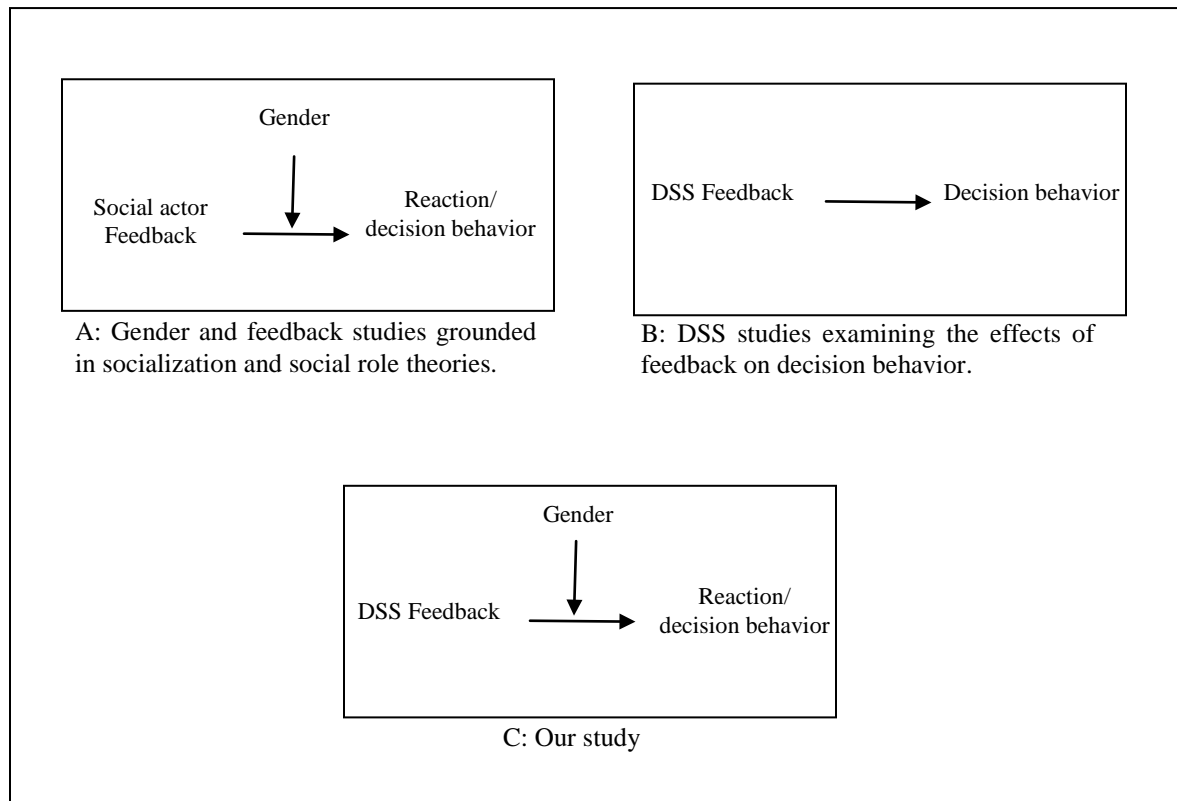 Gender
Social actor
Feedback
Reaction/
decision behavior
A: Gender and feedback studies grounded
in socialization and social role theories.
DSS Feedback
Decision behavior
B: DSS studies examining the effects of
feedback on decision behavior.
Gender
DSS Feedback
Reaction/
decision behavior
C: Our study